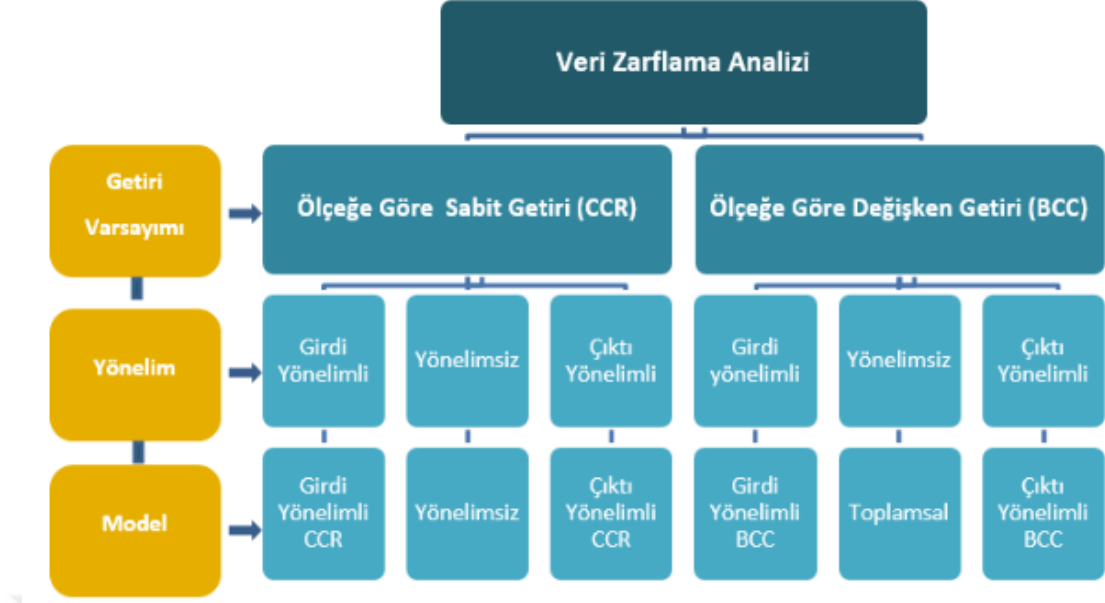 Veri Zarflama Analizi
Getiri
Varsayımı
Ölçeğe Göre Sabit Getiri (CCR)
Ölçeğe Göre Değişken Getiri (BCC)
Yönelim
Girdi
Yönelimli
Yönelimsiz
Çıktı
Yönelimli
Girdi
yönelimli
Yönelimsiz
Çıktı
Yönelimli
Model
Girdi
Yönelimli
CCR
Yönelimsiz
Çıktı
Yönelimli
CCR
Girdi
Yönelimli
BCC
Toplamsal
Çıktı
Yönelimli
BCC